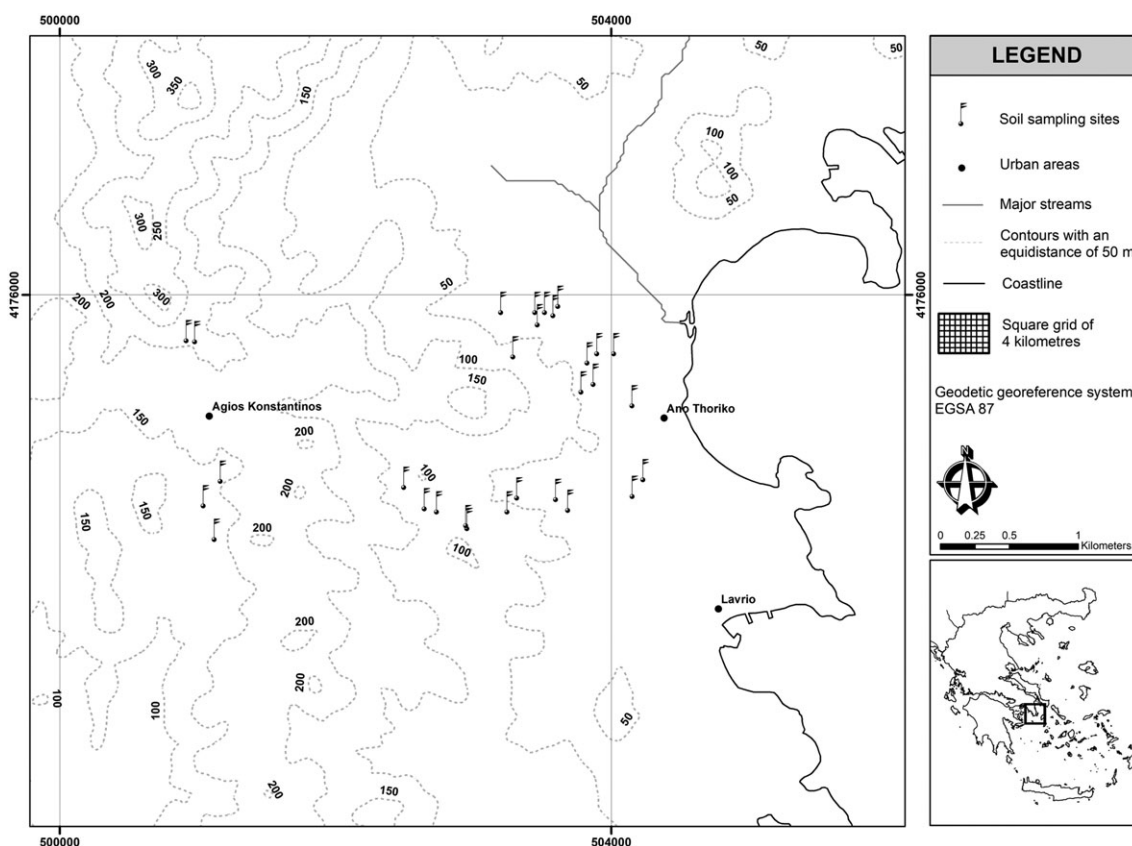 500000
504000
300
350
150
50
50
50
100
100
50
300
250
4176000
4176000
200
200
300
50
100
150
Agios Konstantinos
Ano Thoriko
150
200
100
200
150
150
200
100
Lavrio
200
200
100
100
50
200
150
500000
504000
LEGEND
Soil sampling sites
Urban areas
Major streams
Contours with an
equidistance of 50 m
Coastline
Square grid of
4 kilometres
Geodetic georeference system
EGSA 87
N
0 0.25 0.5 1
Kilometers